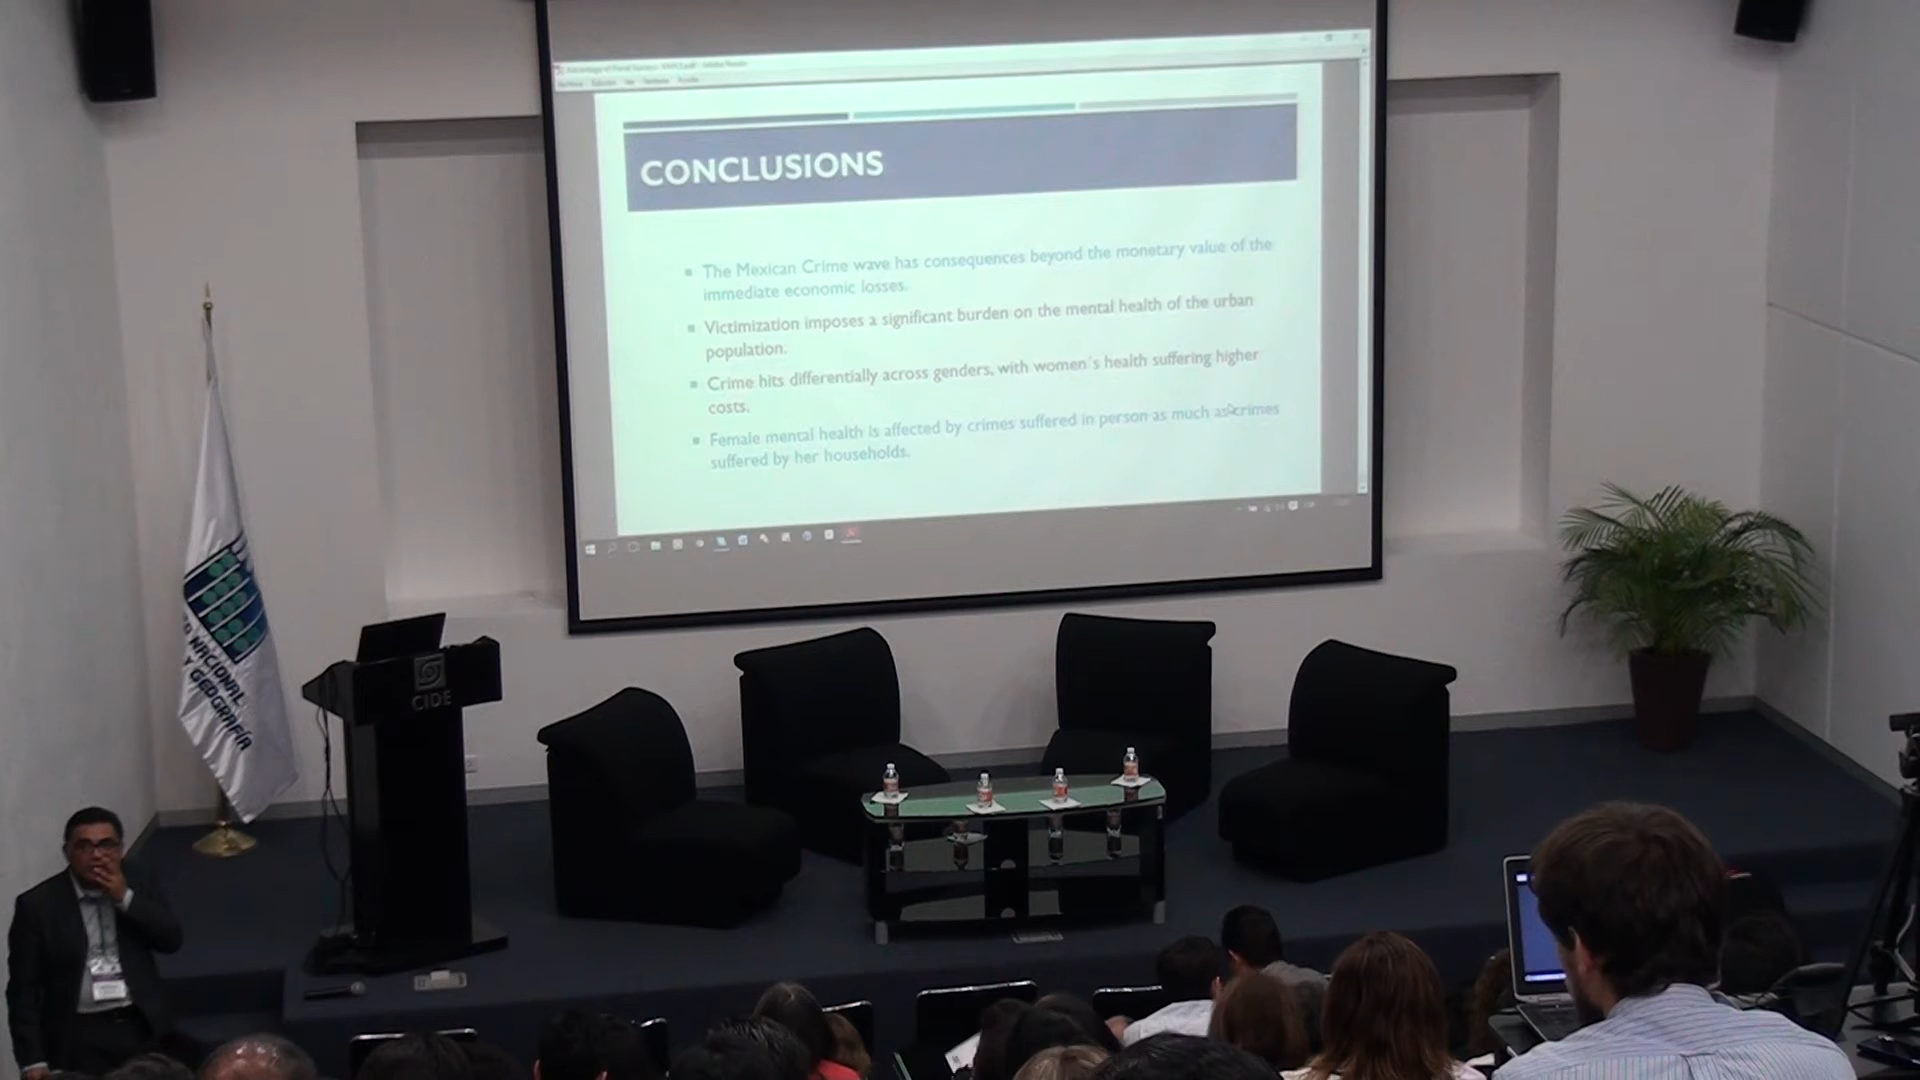 CONCLUSIONS
The Mexican Crime wave has consequences beyond the monetary value of the
immediate economic losses.
Victimization imposes a significant burden on the mental health of the urban
population.
Crime hits differentially across genders, with women´s health suffering higher
costs.
Female mental health is affected by crimes suffered in person as much as crimes
suffered by her households.
NACIONAL
Y GEOGRAFÍA
CIDE